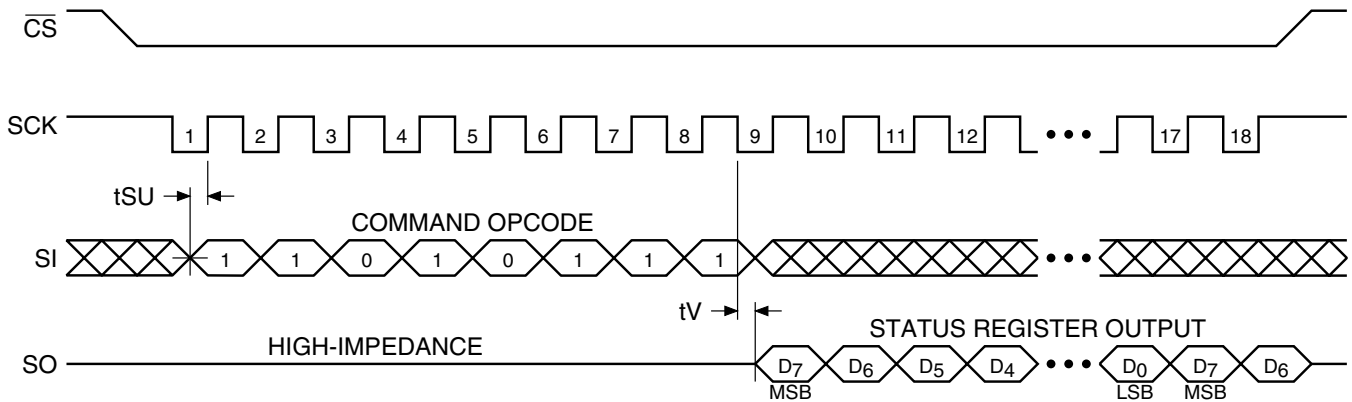 CS
SCK
1 2 3 4 5 6 7 8 9 10 11 12 17 18
tSU
COMMAND OPCODE
SI
1 1 0 1 0 1 1 1
tV
STATUS REGISTER OUTPUT
HIGH-IMPEDANCE
SO
D7 D6 D5 D4 D0 D7 D6
MSB LSB MSB